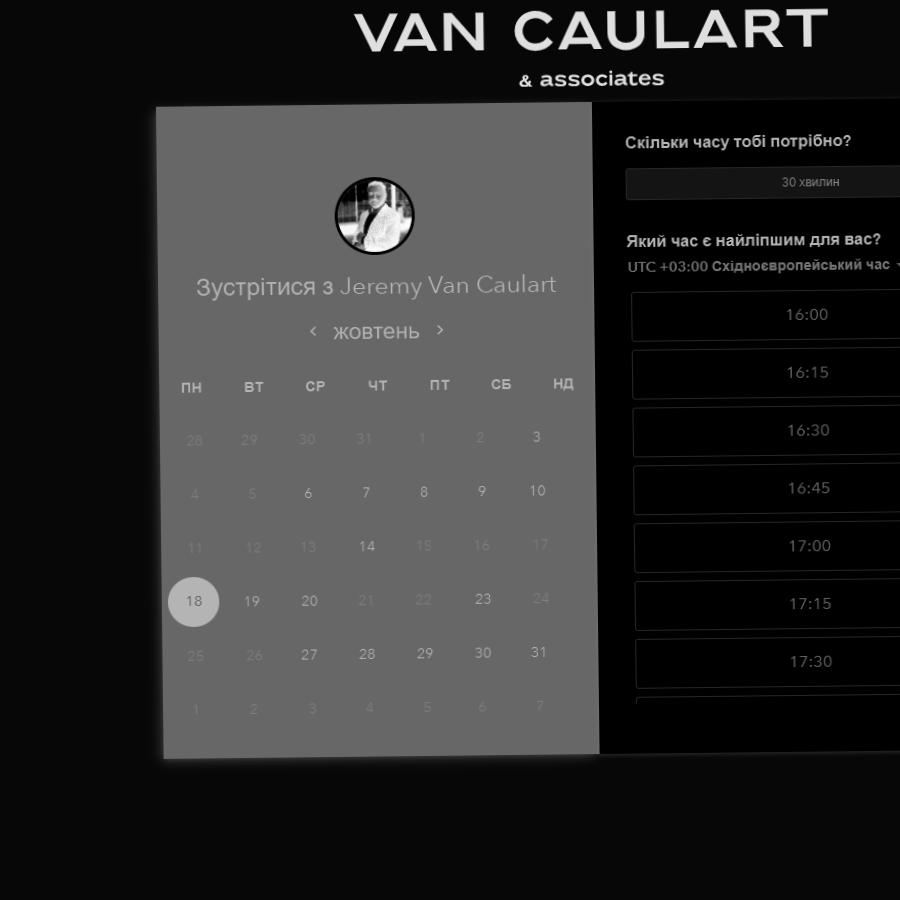 VAN CAULART
& associates
Зустрітися з Jeremy Van Caulart
‹ жовтень ›
ПН ВТ СР ЧТ ПТ СБ НД
28 29 30 31 1 2 3
4 5 6 7 8 9 10
11 12 13 14 15 16 17
18 19 20 21 22 23 24
25 26 27 28 29 30 31
1 2 3 4 5 6 7
Скільки часу тобі потрібно?
30 хвилин
Який час є найліпшим для вас?
UTC +03:00 Східноєвропейський час
16:00
16:15
16:30
16:45
17:00
17:15
17:30